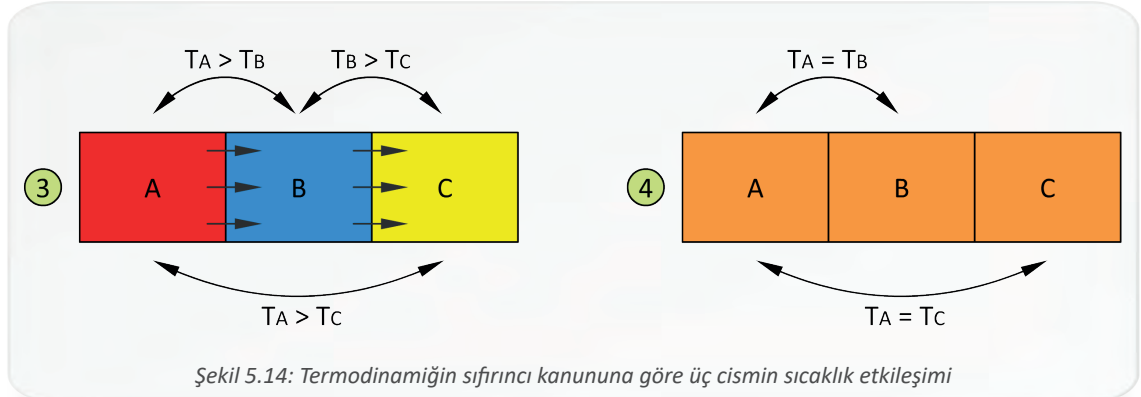 TA > TB
TB > TC
3
A
B
C
TA > TC
TA = TB
4
A
B
C
TA = TC
Şekil 5.14: Termodinamiğin sıfırıncı kanununa göre üç cismin sıcaklık etkileşimi